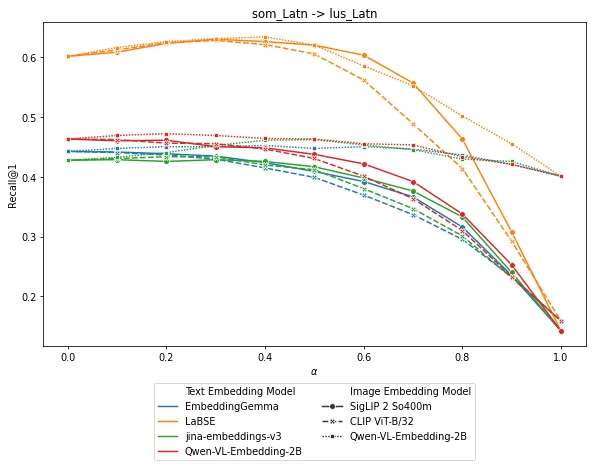 som_Latn -> lus_Latn
0.6
0.5
0.4
0.3
0.2
Recall@1
0.0 0.2 0.4 0.6 0.8 1.0
α
Text Embedding Model Image Embedding Model
EmbeddingGemma SigLIP 2 So400m
LaBSE CLIP ViT-B/32
jina-embeddings-v3 Qwen-VL-Embedding-2B
Qwen-VL-Embedding-2B